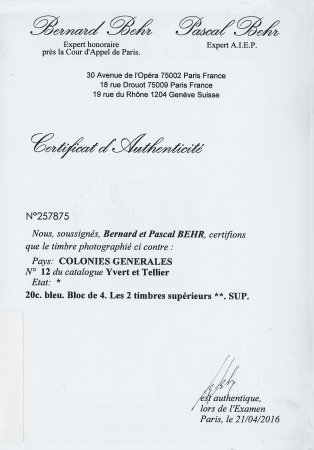 Bernard Behr Pascal Behr
Expert honoraire Expert A.I.E.P.
près la Cour d'Appel de Paris.
30 Avenue de l'Opéra 75002 Paris France
18 rue Drouot 75009 Paris France
19 rue du Rhône 1204 Genève Suisse
Certificat d'Authenticité
N°257875
Nous, soussignés, Bernard et Pascal BEHR, certifions
que le timbre photographié ci contre :
Pays: COLONIES GENERALES
N° 12 du catalogue Yvert et Tellier
Etat: *
20c. bleu. Bloc de 4. Les 2 timbres supérieurs **. SUP.
est authentique,
lors de l'Examen
Paris, le 21/04/2016